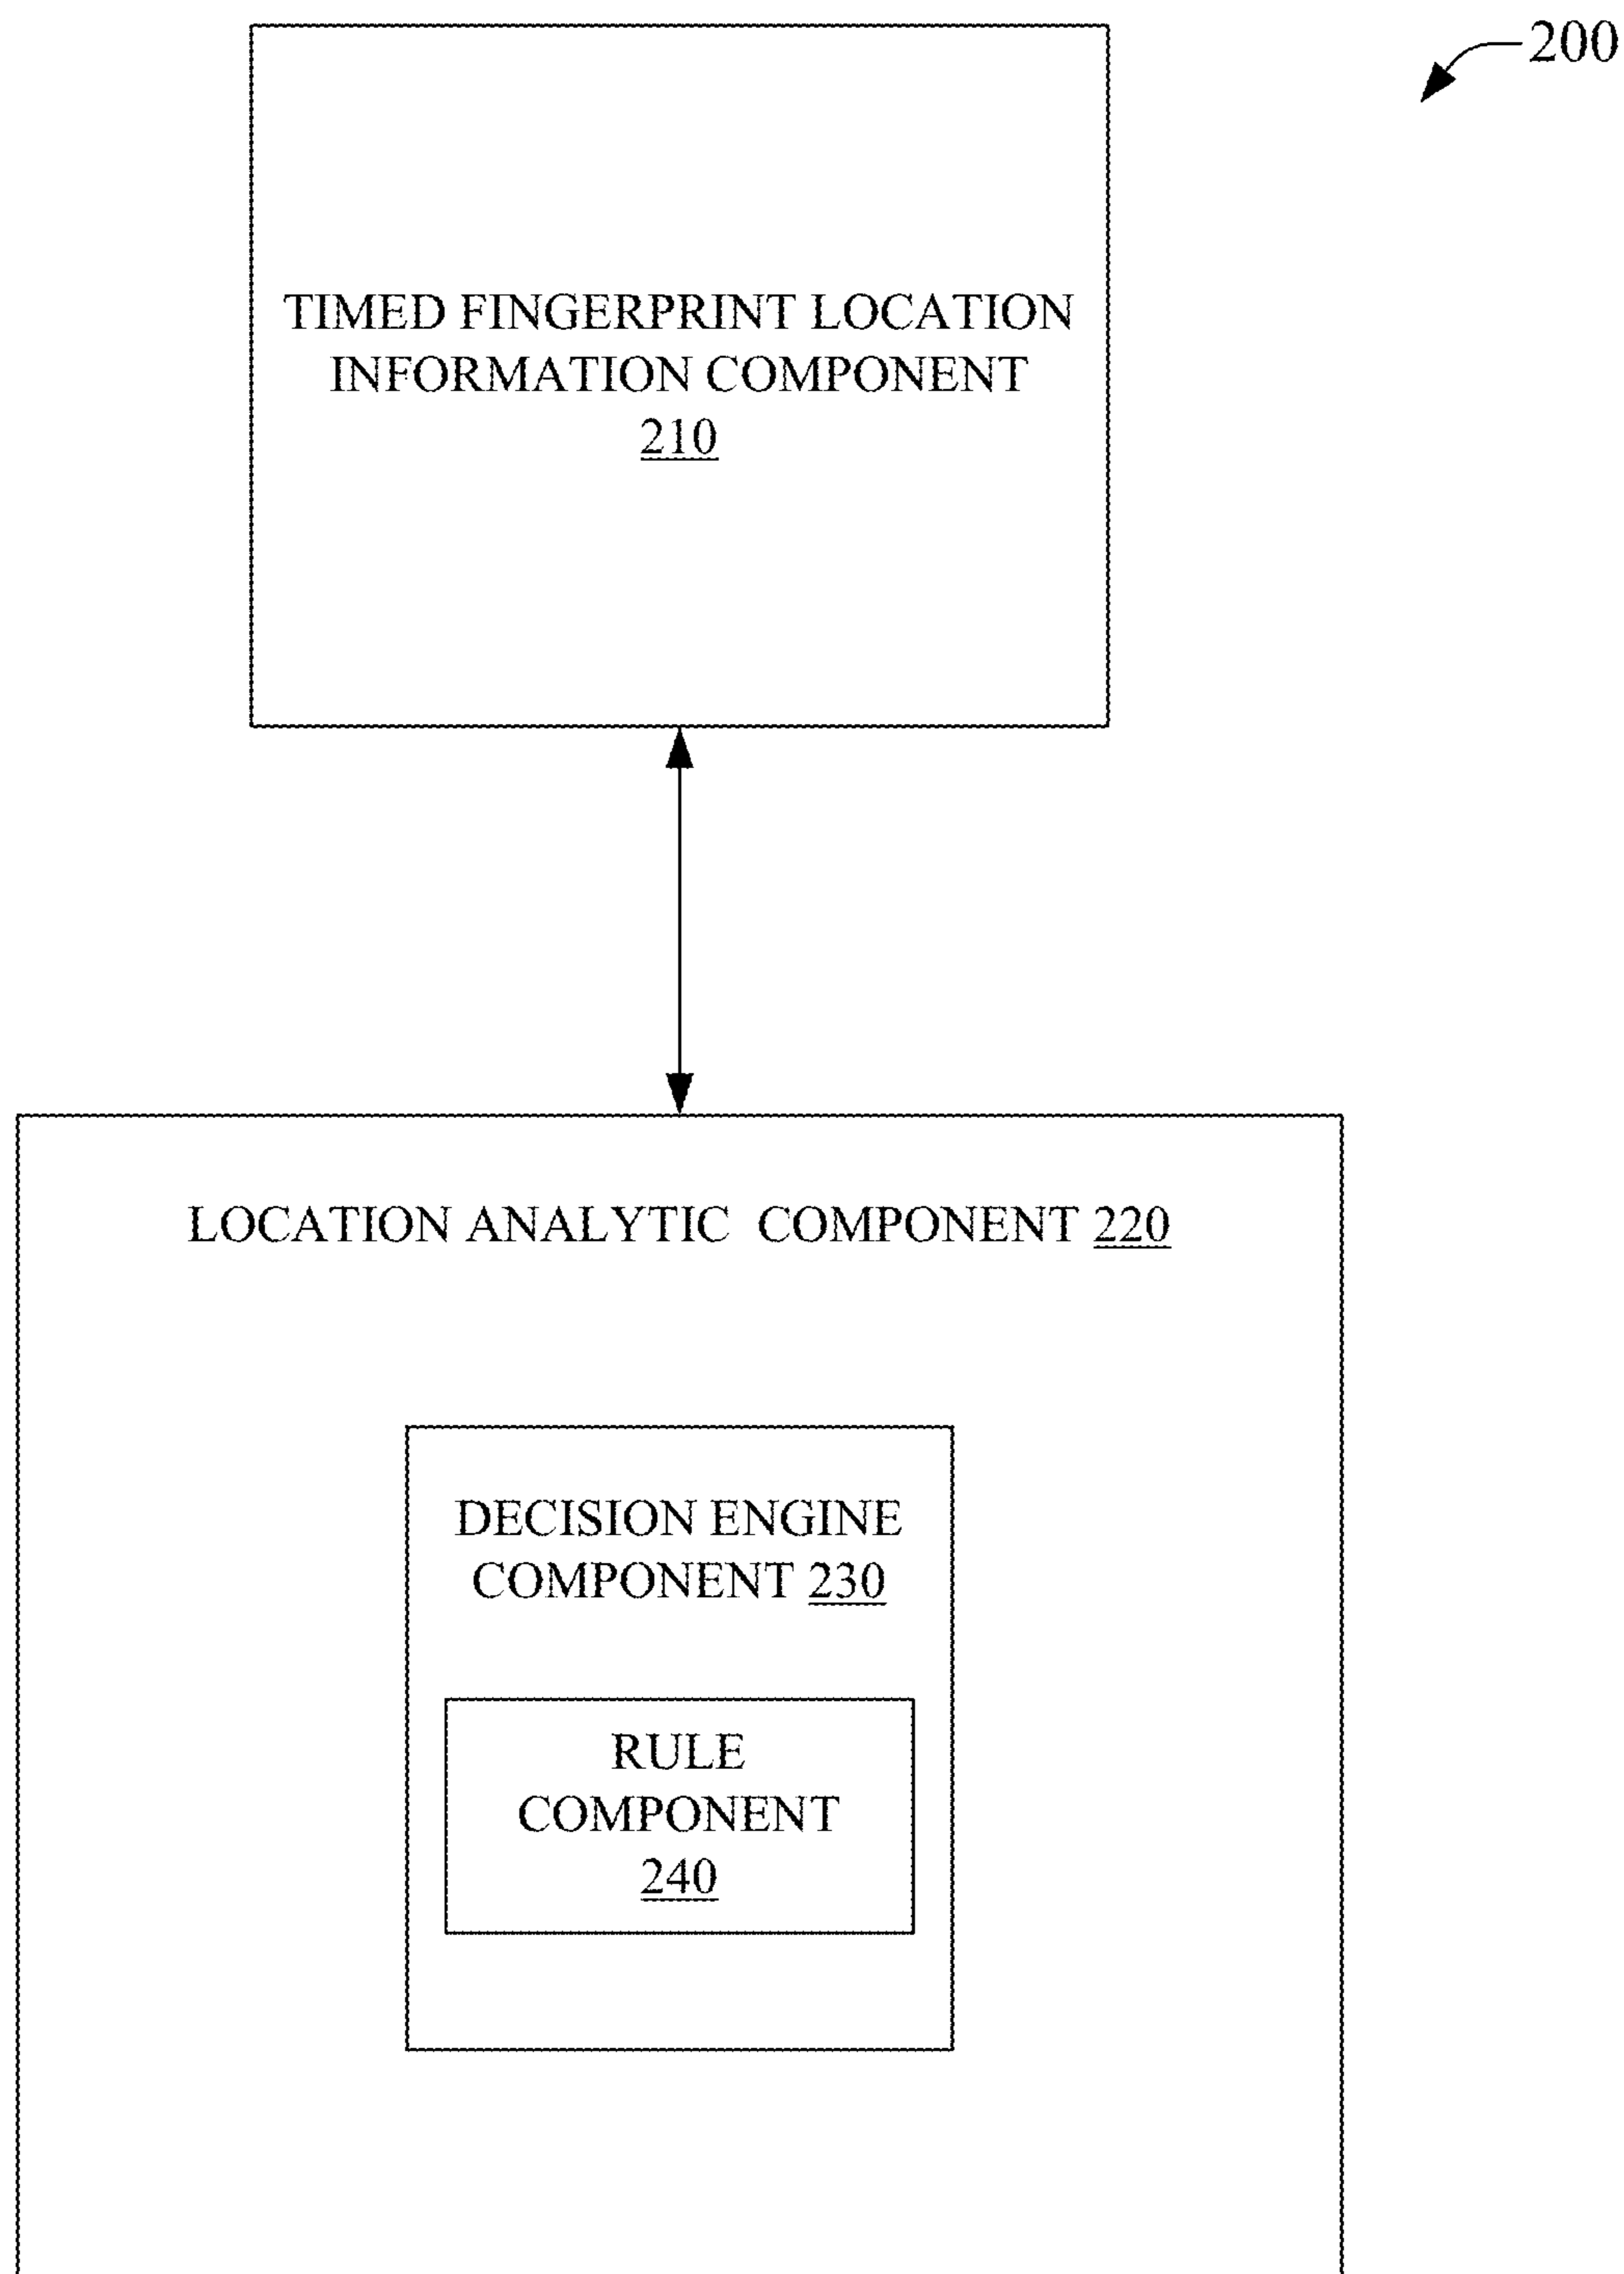 200
TIMED FINGERPRINT LOCATION
INFORMATION COMPONENT
210
LOCATION ANALYTIC COMPONENT 220
DECISION ENGINE
COMPONENT 230
RULE
COMPONENT
240